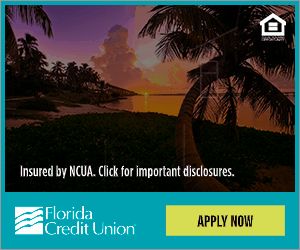 Insured by NCUA. Click for important disclosures.
Florida
Credit Union
APPLY NOW